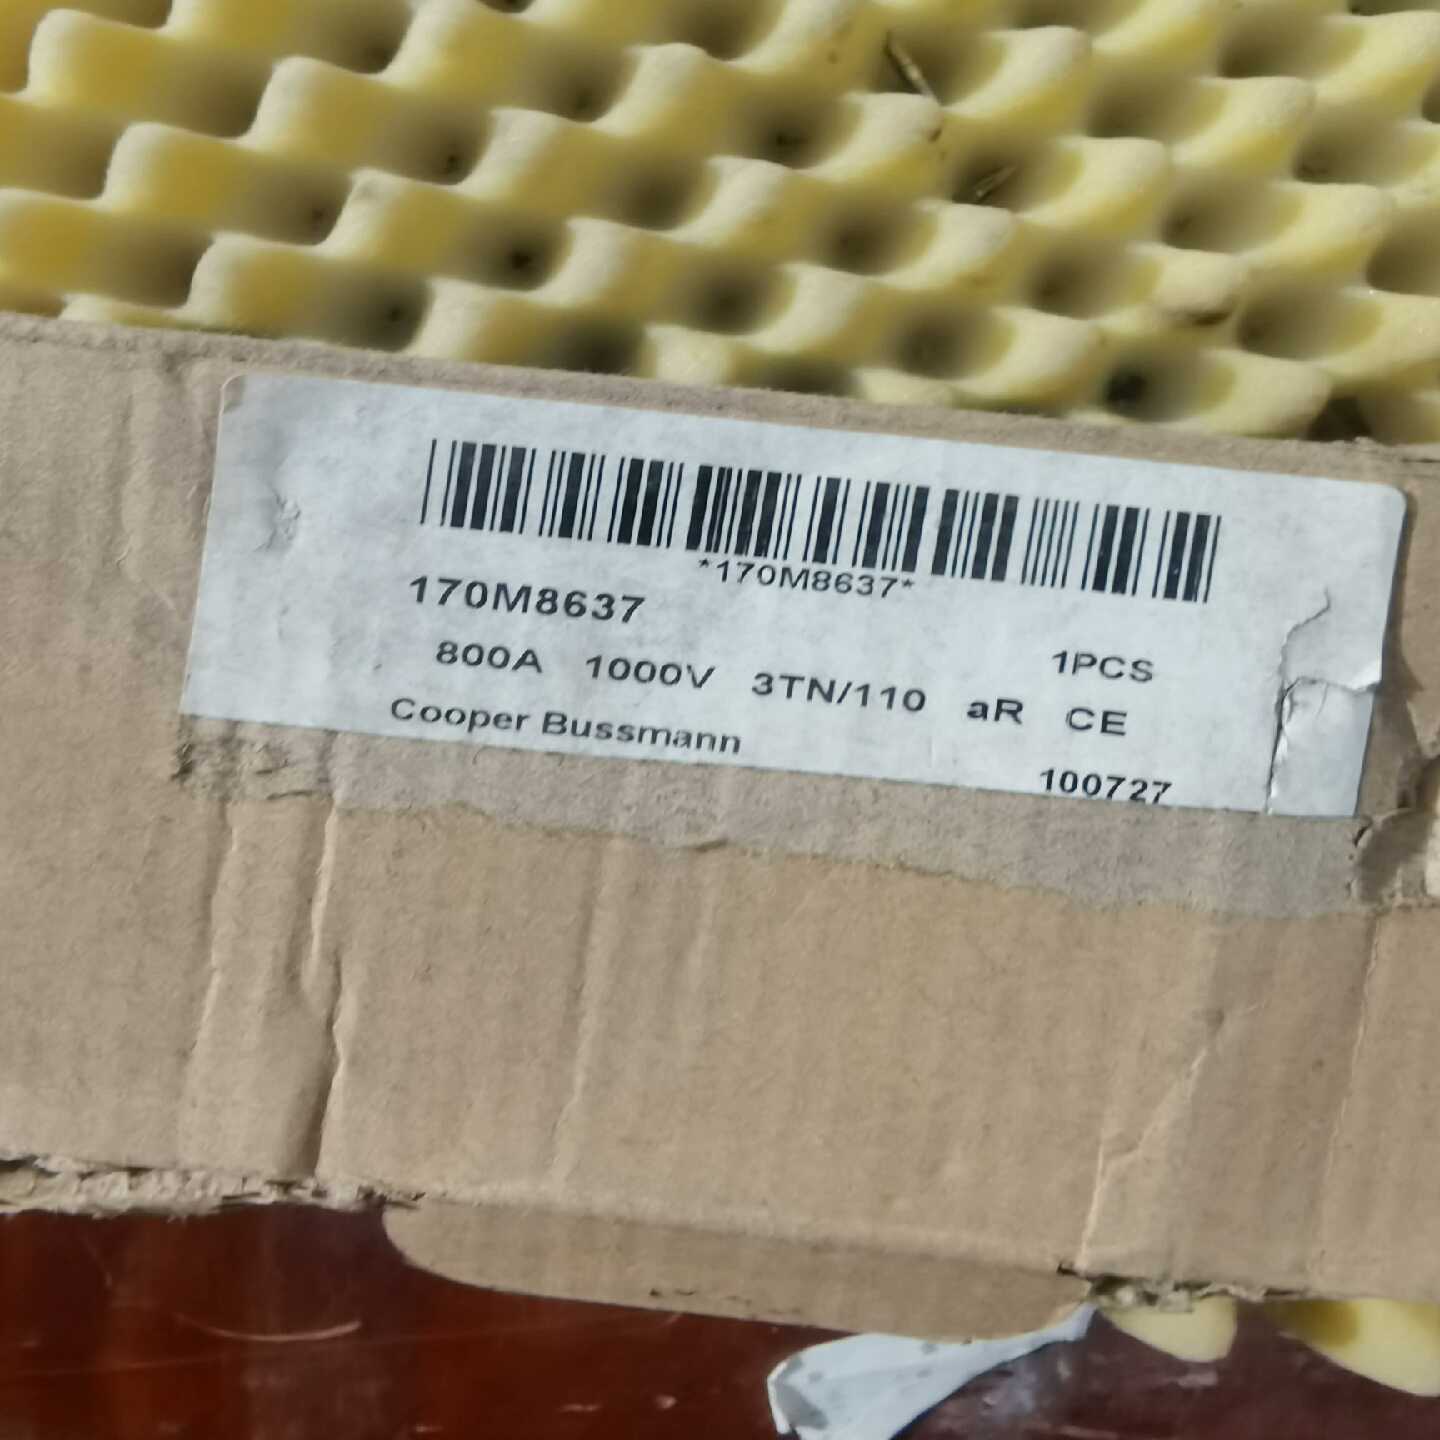 *170M8637*
170M8637
1PCS
800A 1000V 3TN/110 aR CE
Cooper Bussmann
100727